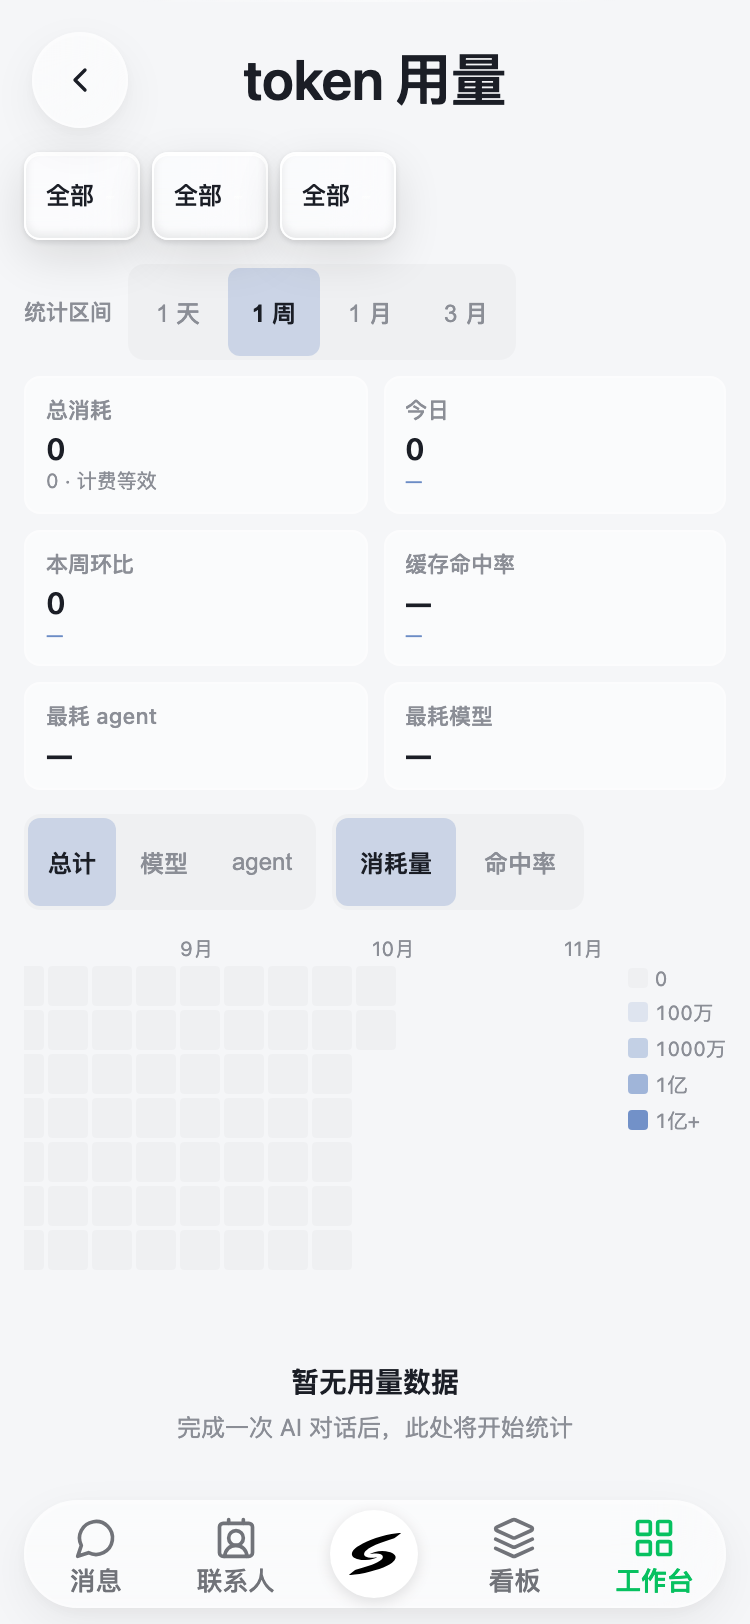 token 用量
全部 全部 全部
统计区间 1 天 1 周 1 月 3 月
总消耗
0
0 · 计费等效
今日
0
—
本周环比
0
—
缓存命中率
—
—
最耗 agent
—
最耗模型
—
总计 模型 agent 消耗量 命中率
9月 10月 11月
0
100万
1000万
1亿
1亿+
暂无用量数据
完成一次 AI 对话后，此处将开始统计
消息 联系人 看板 工作台